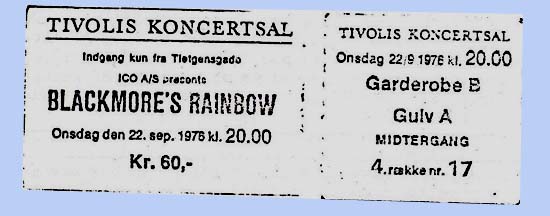 TIVOLIS KONCERTSAL
Indgang kun fra Tietgensgade
ICO A/S præsents
BLACKMORE'S RAINBOW
Onsdag den 22. sep. 1976 kl. 20.00
Kr. 60,-
TIVOLIS KONCERTSAL
Onsdag 22/9 1976 kl. 20.00
Garderobe B
Gulv A
MIDTERGANG
4. række nr. 17